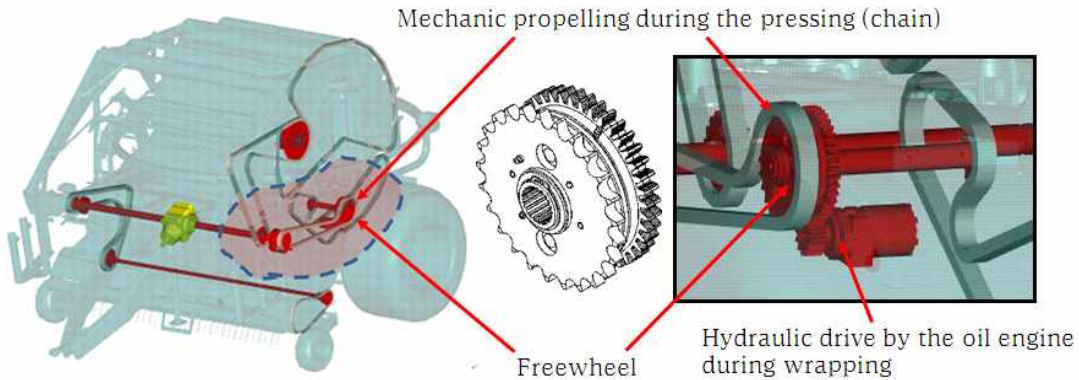 Mechanic propelling during the pressing (chain)
Freewheel
Hydraulic drive by the oil engine
during wrapping